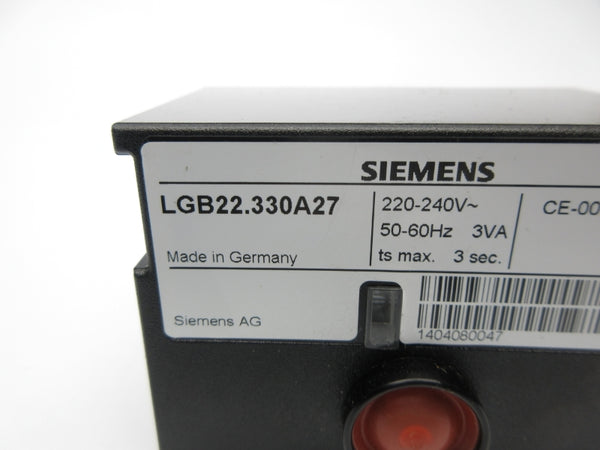 SIEMENS
LGB22.330A27
220-240V~
50-60Hz 3VA
ts max. 3 sec.
CE-00
Made in Germany
Siemens AG
1404080047